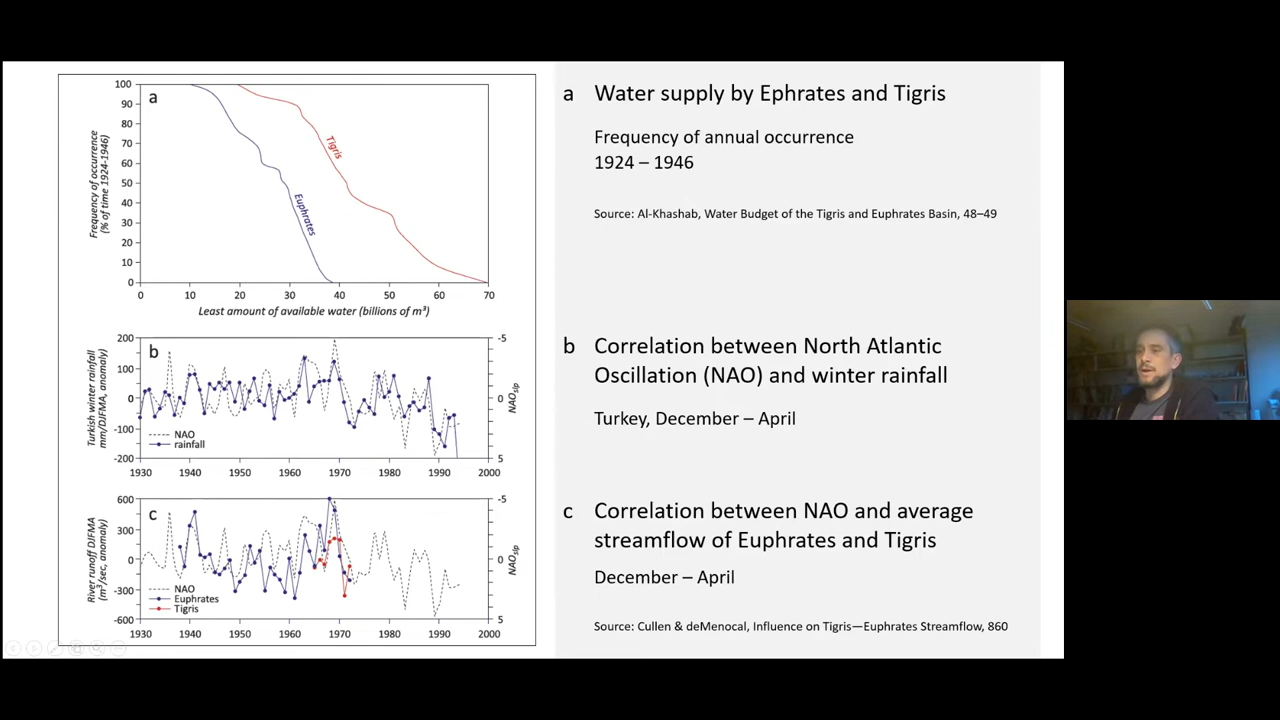 a
100
90
80
70
60
50
40
30
20
10
0
Frequency of occurrence
(% of time 1924-1946)
Tigris
Euphrates
0 10 20 30 40 50 60 70
Least amount of available water (billions of m³)
b
200
100
0
-100
-200
Turkish winter rainfall
mm/DJFMA, anomaly)
-5
0
5
NAOslp
NAO
rainfall
1930 1940 1950 1960 1970 1980 1990 2000
c
600
300
0
-300
-600
River runoff DJFMA
(m³/sec, anomaly)
-5
0
5
NAOslp
NAO
Euphrates
Tigris
1930 1940 1950 1960 1970 1980 1990 2000
a Water supply by Ephrates and Tigris
Frequency of annual occurrence
1924 – 1946
Source: Al-Khashab, Water Budget of the Tigris and Euphrates Basin, 48–49
b Correlation between North Atlantic
Oscillation (NAO) and winter rainfall
Turkey, December – April
c Correlation between NAO and average
streamflow of Euphrates and Tigris
December – April
Source: Cullen & deMenocal, Influence on Tigris—Euphrates Streamflow, 860